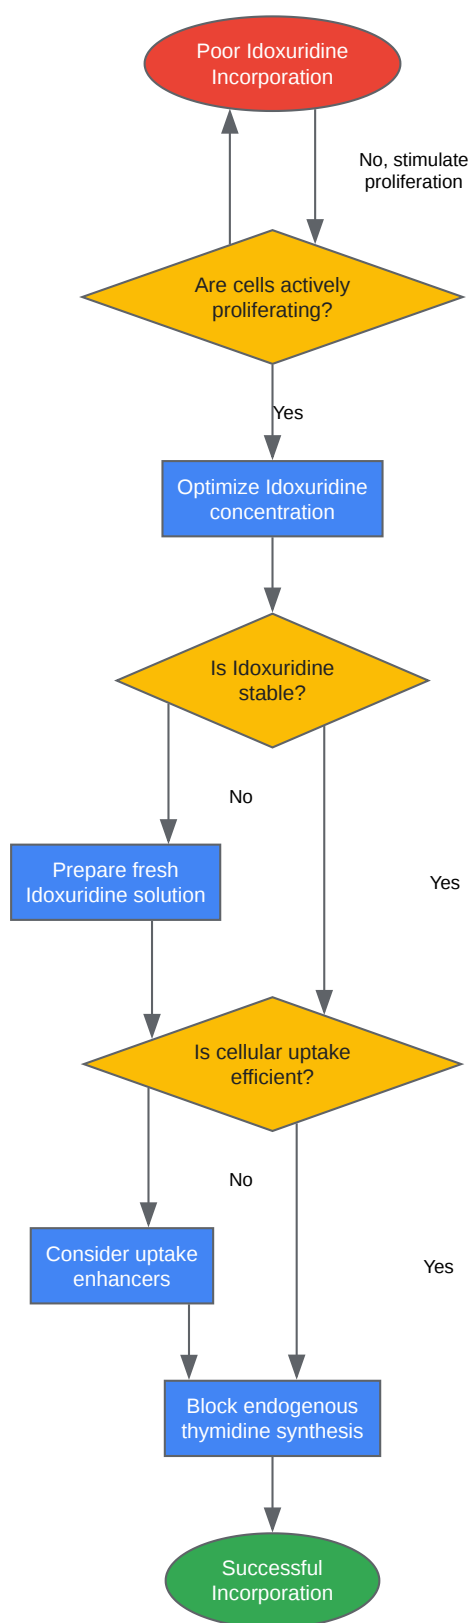 Poor Idoxuridine
Incorporation
No, stimulate
proliferation
Are cells actively
proliferating?
Yes
Optimize Idoxuridine
concentration
Is Idoxuridine
stable?
No
Prepare fresh
Idoxuridine solution
Yes
Is cellular uptake
efficient?
No
Consider uptake
enhancers
Yes
Block endogenous
thymidine synthesis
Successful
Incorporation